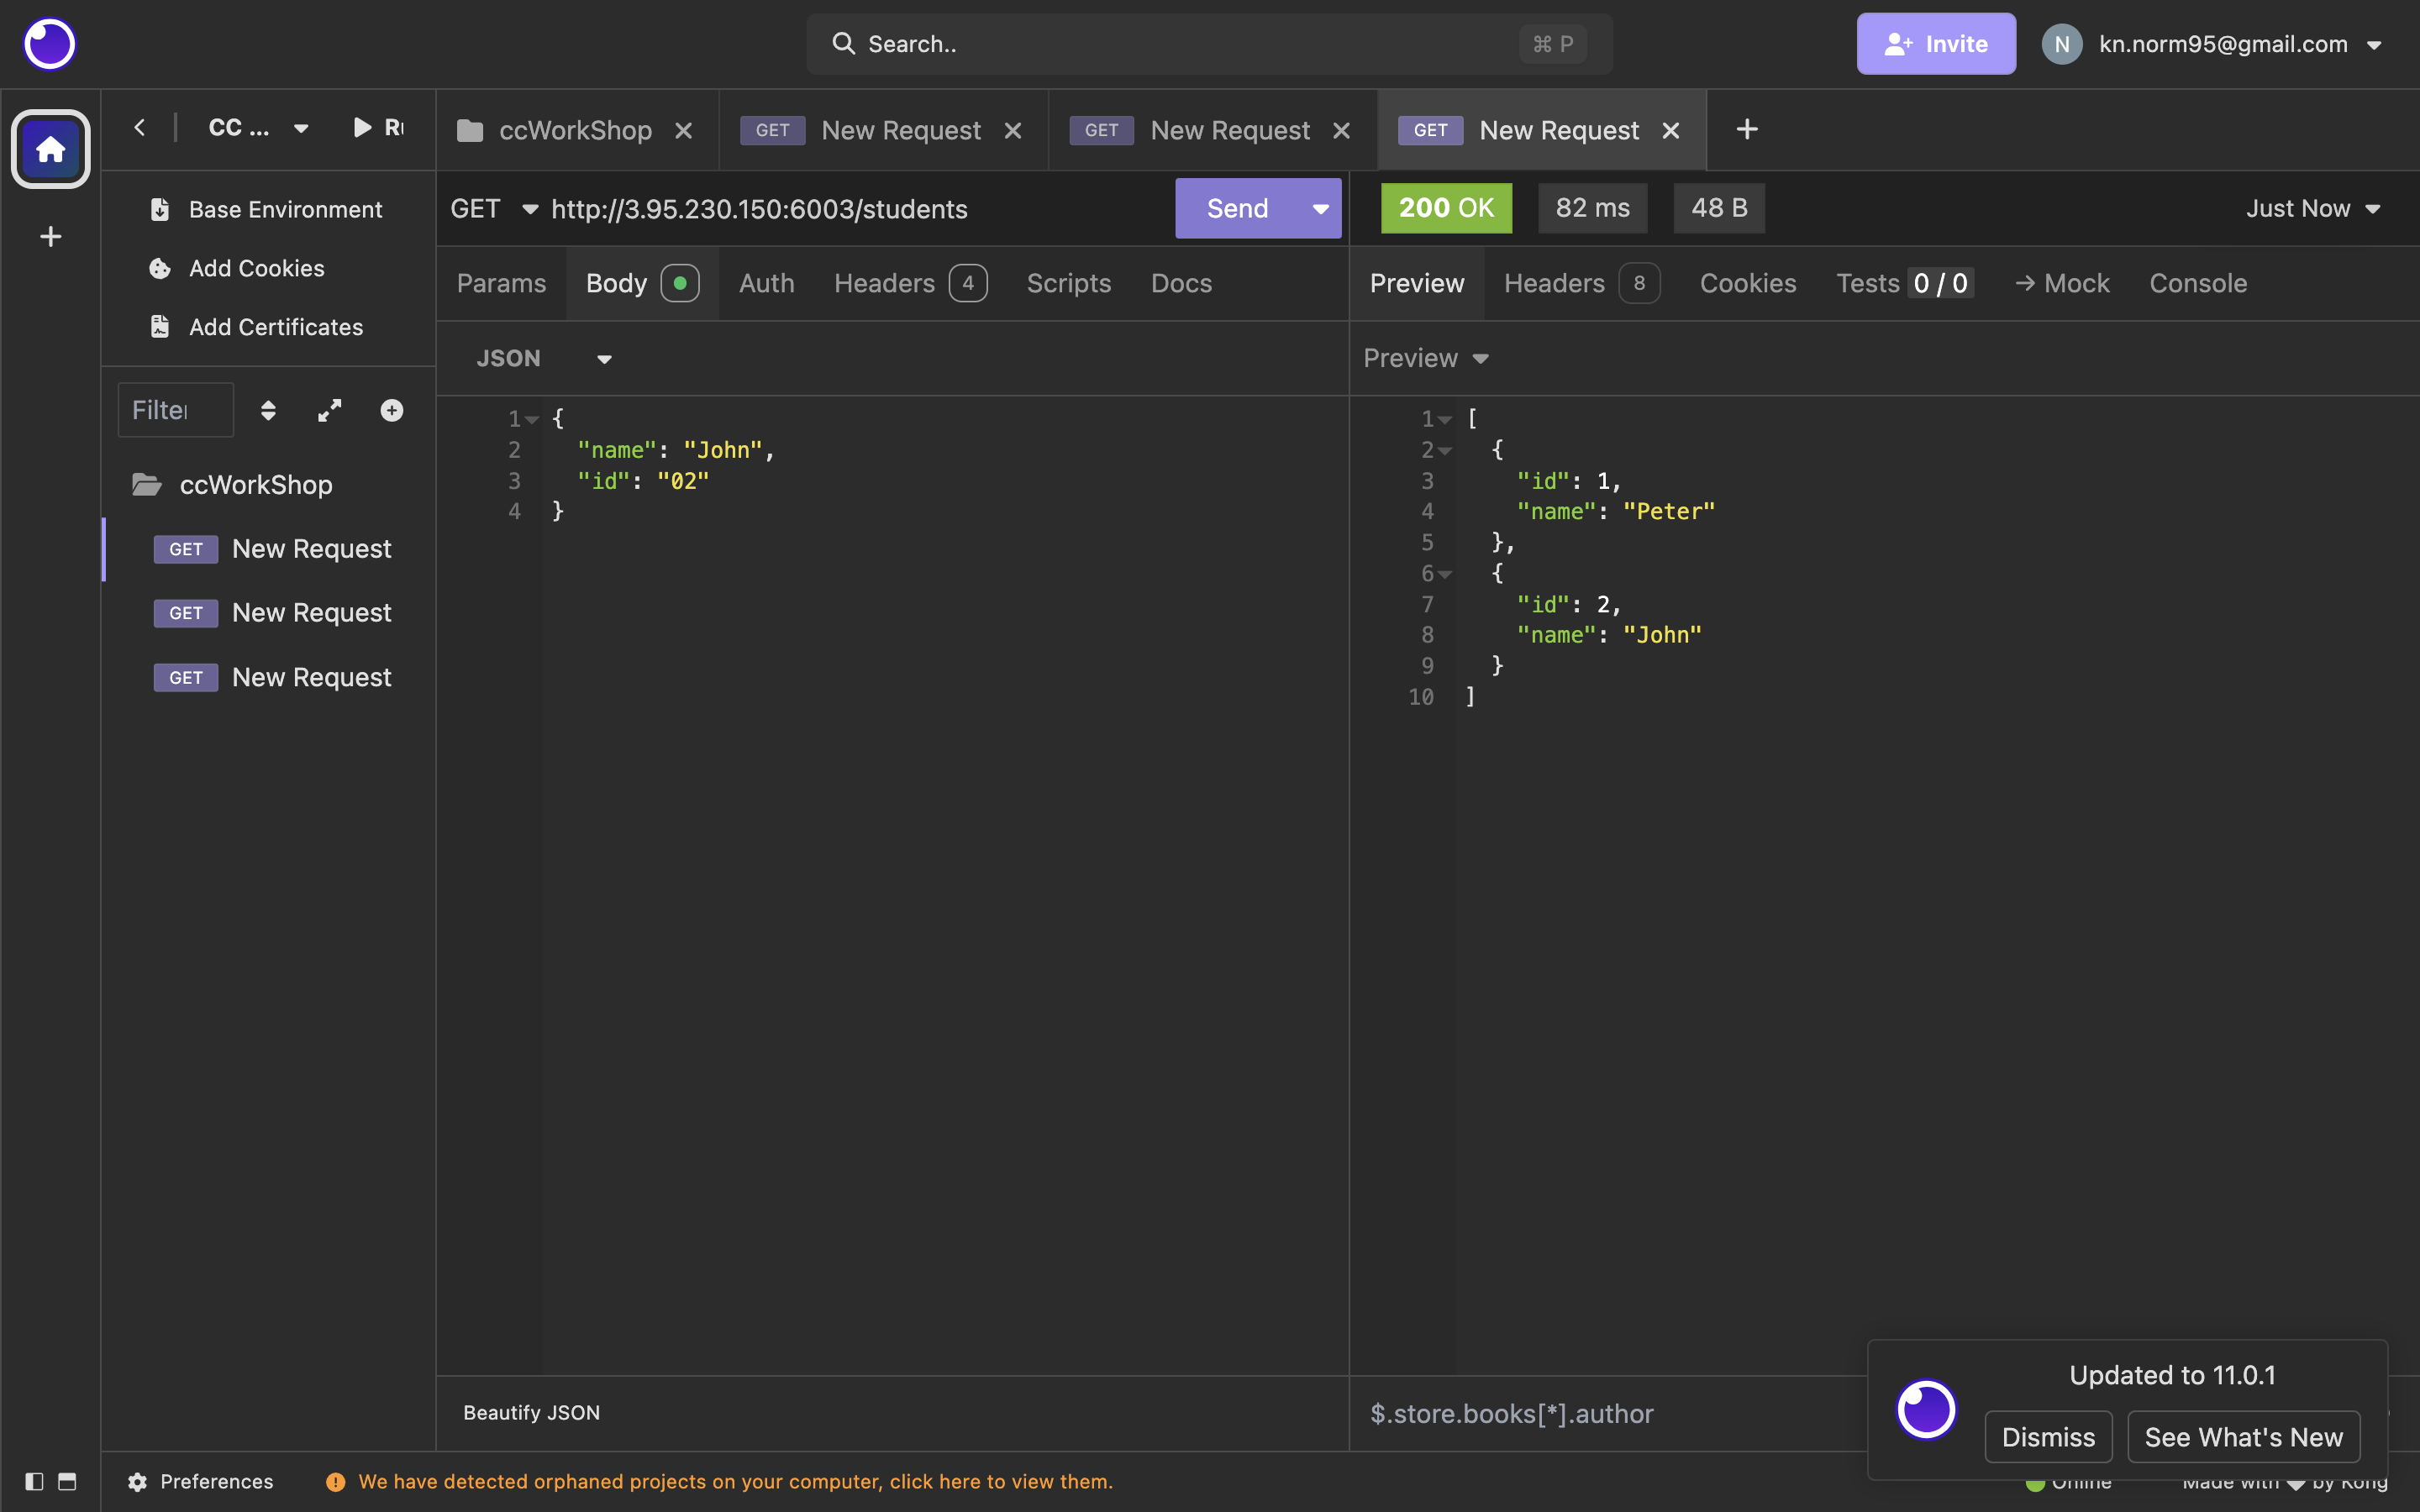 Search..
⌘ P
Invite
N
kn.norm95@gmail.com
CC ...
ccWorkShop
GET New Request
GET New Request
GET New Request
Base Environment
Add Cookies
Add Certificates
Filter
ccWorkShop
GET New Request
GET New Request
GET New Request
GET http://3.95.230.150:6003/students
Send
200 OK
82 ms
48 B
Just Now
Params
Body
Auth
Headers 4
Scripts
Docs
Preview
Headers 8
Cookies
Tests 0 / 0
→ Mock
Console
JSON
Preview
1 {
2 "name": "John",
3 "id": "02"
4 }
1 [
2 {
3 "id": 1,
4 "name": "Peter"
5 },
6 {
7 "id": 2,
8 "name": "John"
9 }
10 ]
Beautify JSON
$.store.books[*].author
Updated to 11.0.1
Dismiss
See What's New
Preferences
We have detected orphaned projects on your computer, click here to view them.
Online
Made with ❤ by Kong